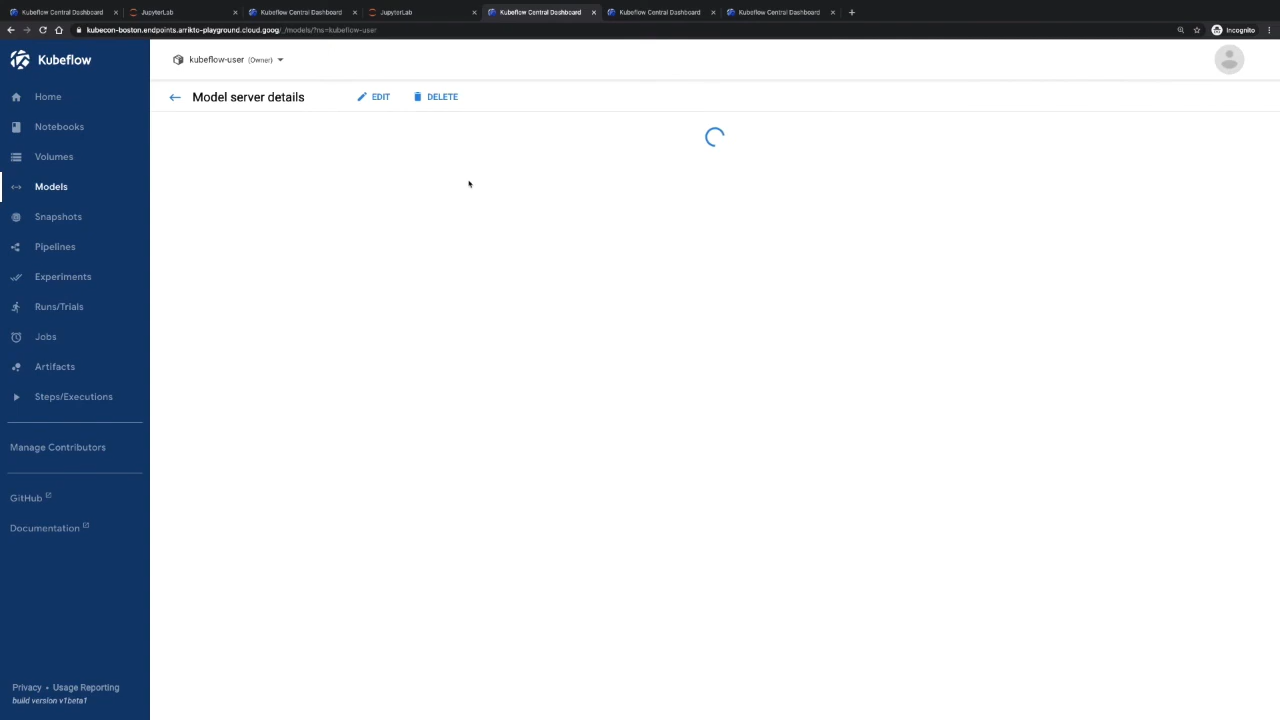 Kubeflow Central Dashboard
JupyterLab
Kubeflow Central Dashboard
JupyterLab
Kubeflow Central Dashboard
Kubeflow Central Dashboard
Kubeflow Central Dashboard
kubecon-boston.endpoints.arrikto-playground.cloud.goog/_/models/?ns=kubeflow-user
Incognito
Kubeflow
kubeflow-user (Owner)
Home
Model server details
EDIT
DELETE
Notebooks
Volumes
Models
Snapshots
Pipelines
Experiments
Runs/Trials
Jobs
Artifacts
Steps/Executions
Manage Contributors
GitHub
Documentation
Privacy • Usage Reporting
build version v1beta1